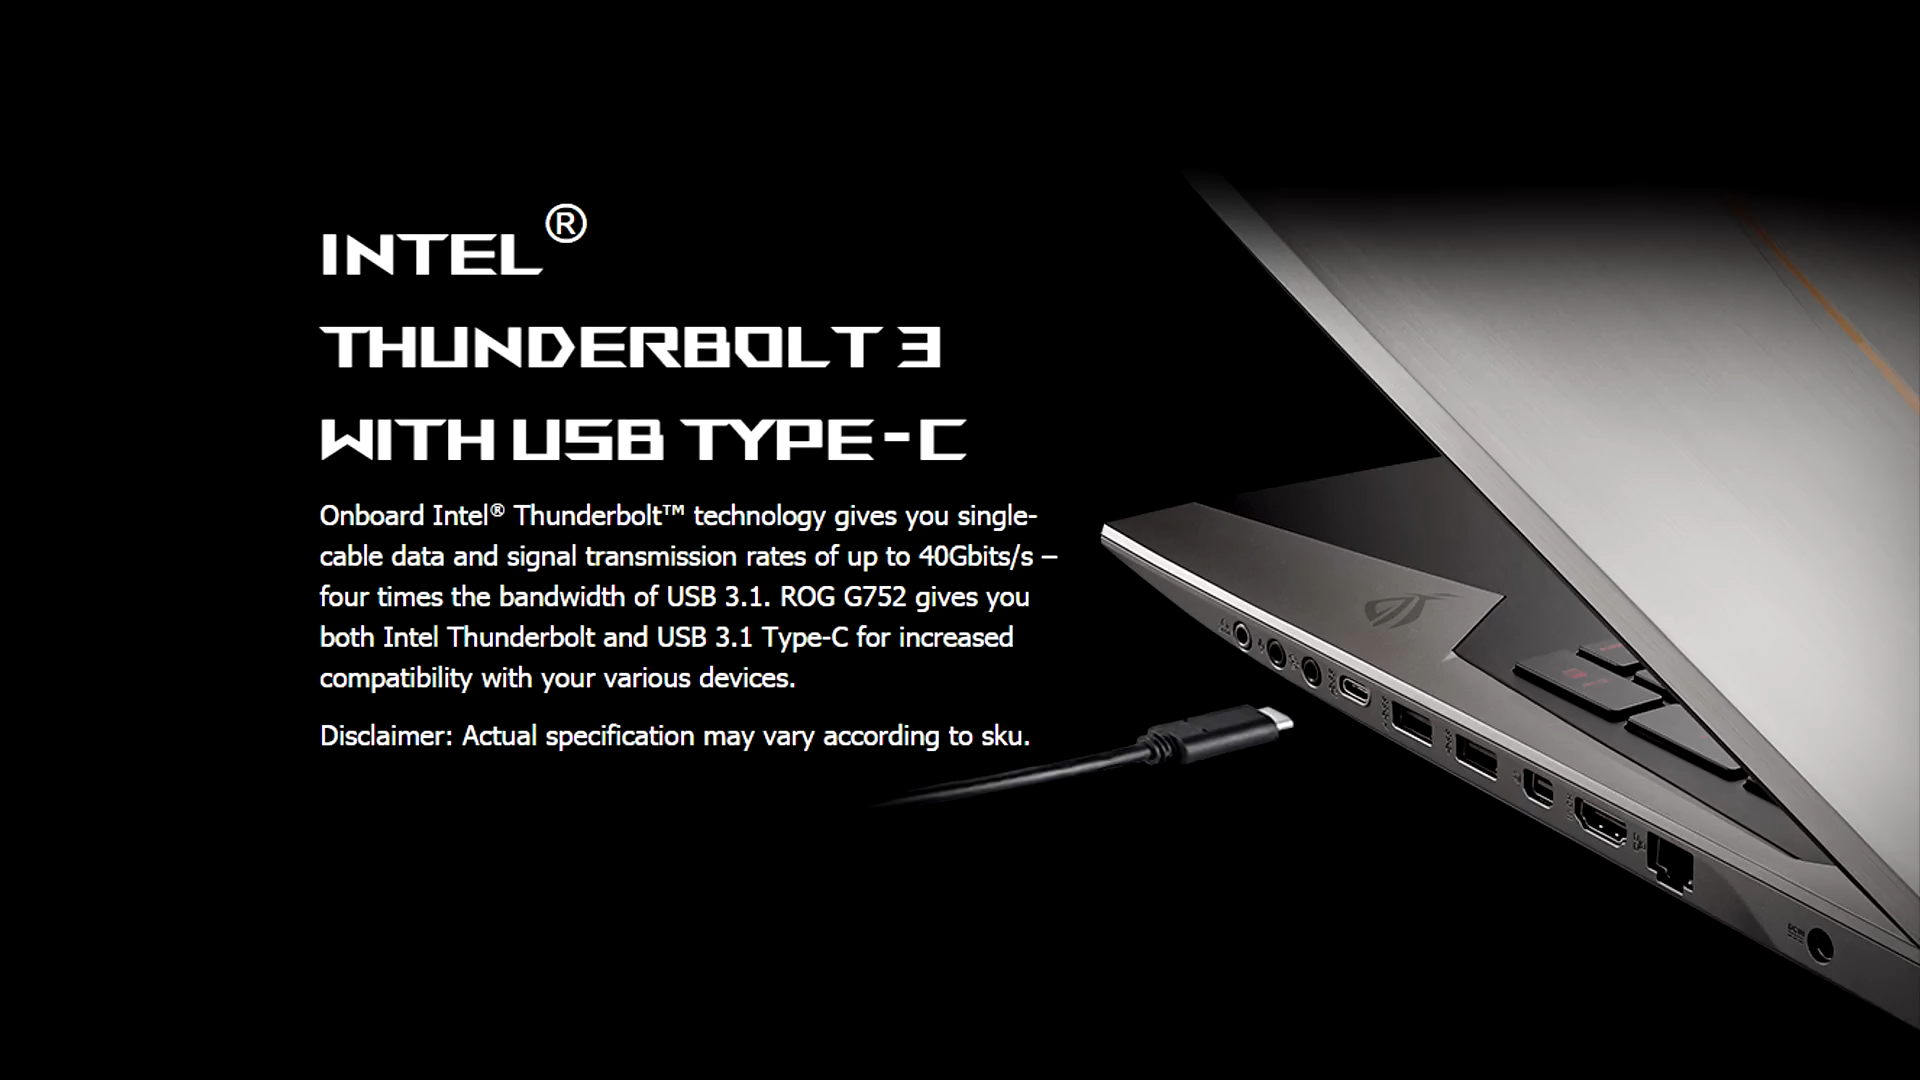 INTEL®
THUNDERBOLT 3
WITH USB TYPE-C
Onboard Intel® Thunderbolt™ technology gives you single-
cable data and signal transmission rates of up to 40Gbits/s –
four times the bandwidth of USB 3.1. ROG G752 gives you
both Intel Thunderbolt and USB 3.1 Type-C for increased
compatibility with your various devices.
Disclaimer: Actual specification may vary according to sku.